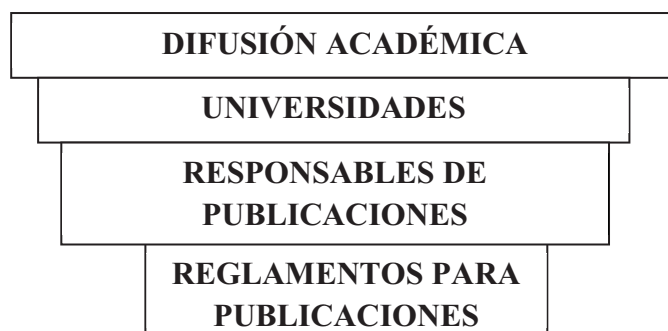 DIFUSIÓN ACADÉMICA
UNIVERSIDADES
RESPONSABLES DE
PUBLICACIONES
REGLAMENTOS PARA
PUBLICACIONES